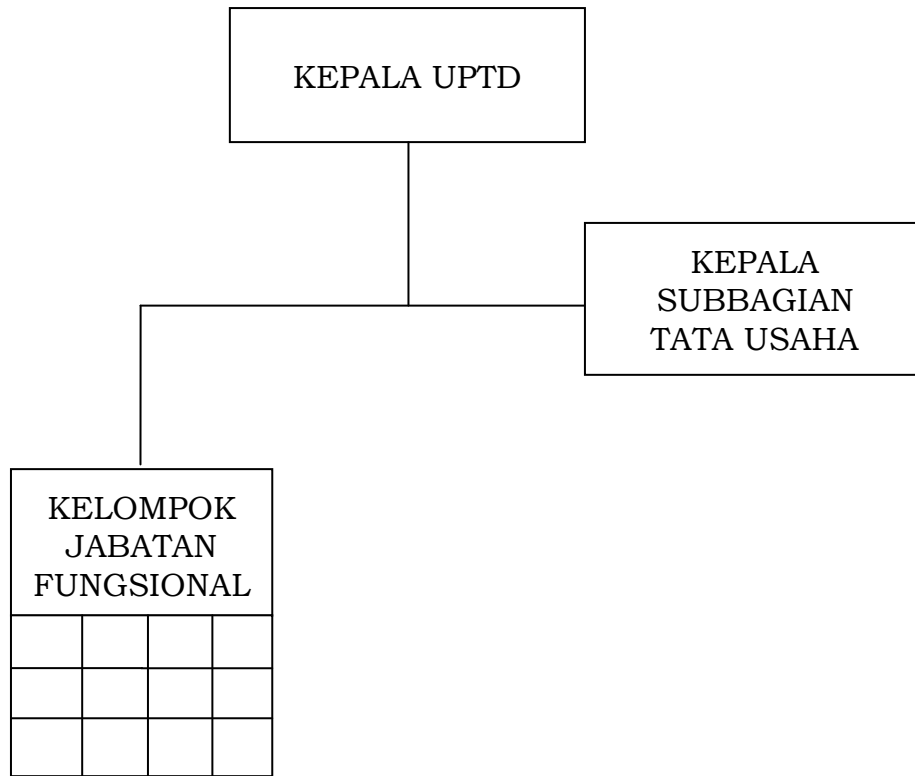 KEPALA UPTD
KEPALA
SUBBAGIAN
TATA USAHA
KELOMPOK
JABATAN
FUNGSIONAL